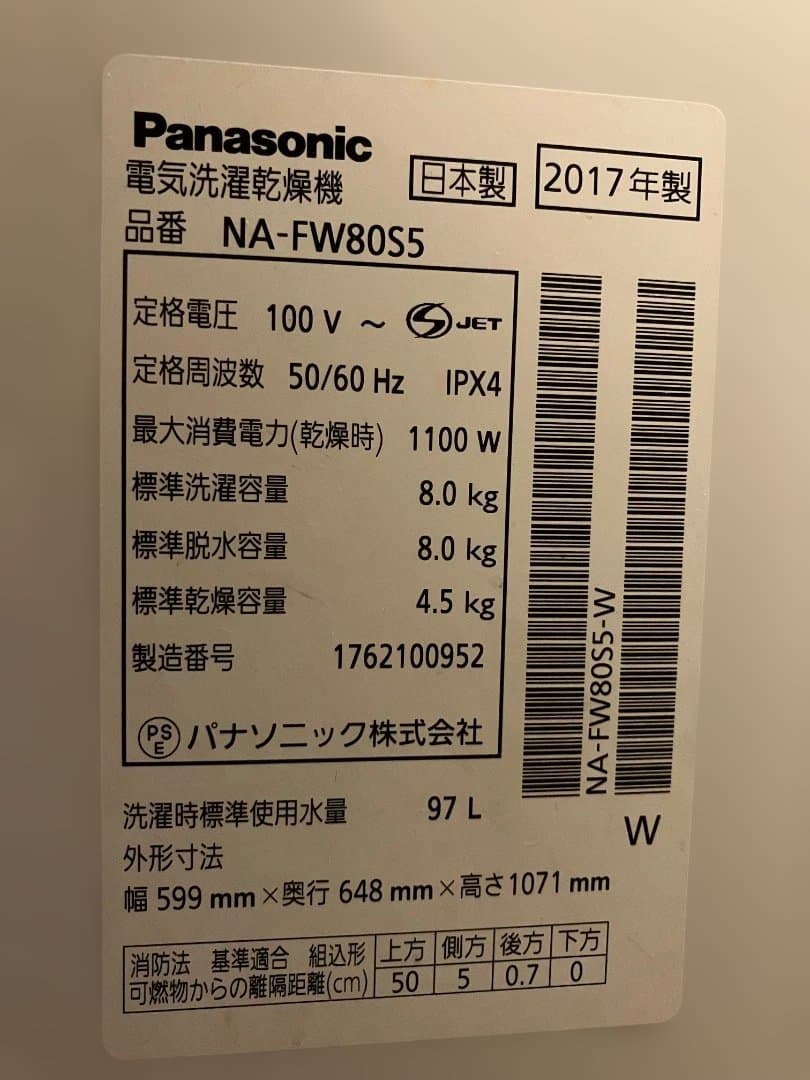 Panasonic
電気洗濯乾燥機 日本製 2017年製
品番 NA-FW80S5
定格電圧 100 V ~ S JET
定格周波数 50/60 Hz IPX4
最大消費電力(乾燥時) 1100 W
標準洗濯容量 8.0 kg
標準脱水容量 8.0 kg
標準乾燥容量 4.5 kg
製造番号 1762100952
PSE パナソニック株式会社
NA-FW80S5-W
W
洗濯時標準使用水量 97 L
外形寸法
幅 599 mm×奥行 648 mm×高さ1071 mm
消防法 基準適合 組込形 上方 側方 後方 下方
可燃物からの離隔距離(cm) 50 5 0.7 0